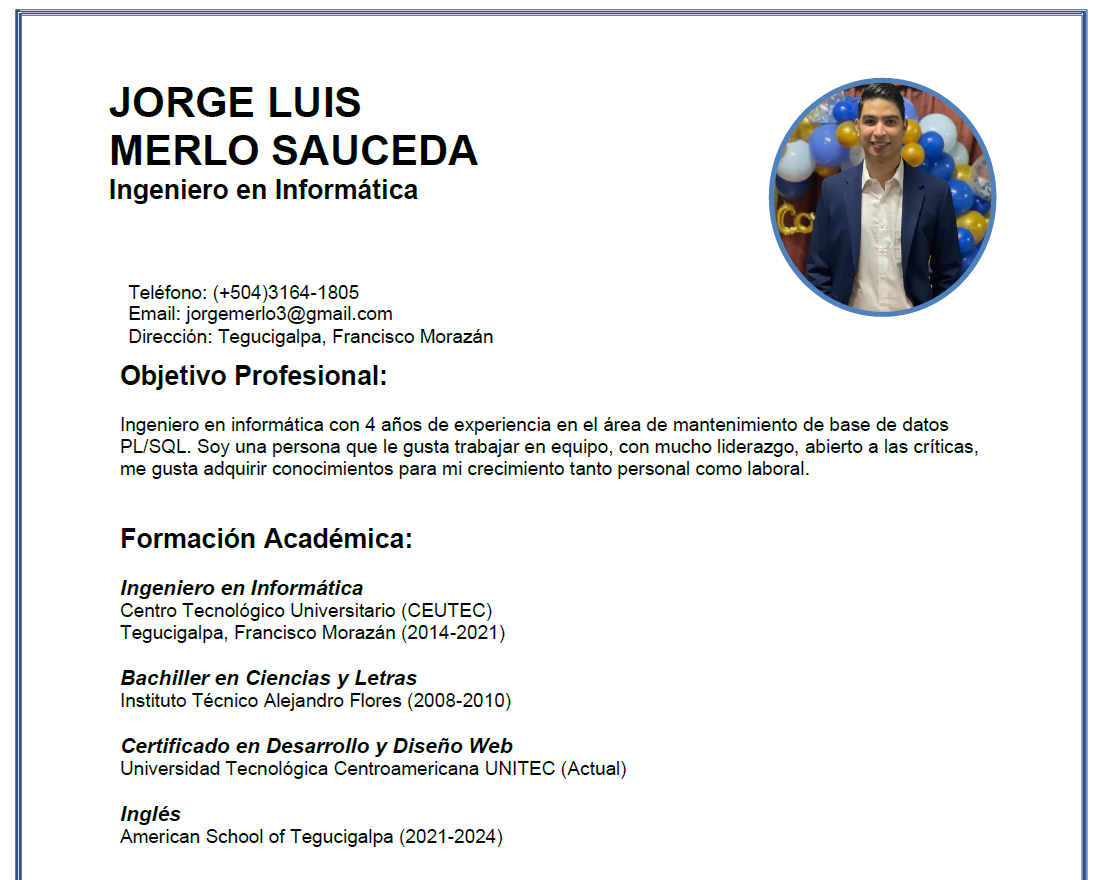 JORGE LUIS
MERLO SAUCEDA
Ingeniero en Informática
Teléfono: (+504)3164-1805
Email: jorgemerlo3@gmail.com
Dirección: Tegucigalpa, Francisco Morazán
Objetivo Profesional:
Ingeniero en informática con 4 años de experiencia en el área de mantenimiento de base de datos
PL/SQL. Soy una persona que le gusta trabajar en equipo, con mucho liderazgo, abierto a las críticas,
me gusta adquirir conocimientos para mi crecimiento tanto personal como laboral.
Formación Académica:
Ingeniero en Informática
Centro Tecnológico Universitario (CEUTEC)
Tegucigalpa, Francisco Morazán (2014-2021)
Bachiller en Ciencias y Letras
Instituto Técnico Alejandro Flores (2008-2010)
Certificado en Desarrollo y Diseño Web
Universidad Tecnológica Centroamericana UNITEC (Actual)
Inglés
American School of Tegucigalpa (2021-2024)